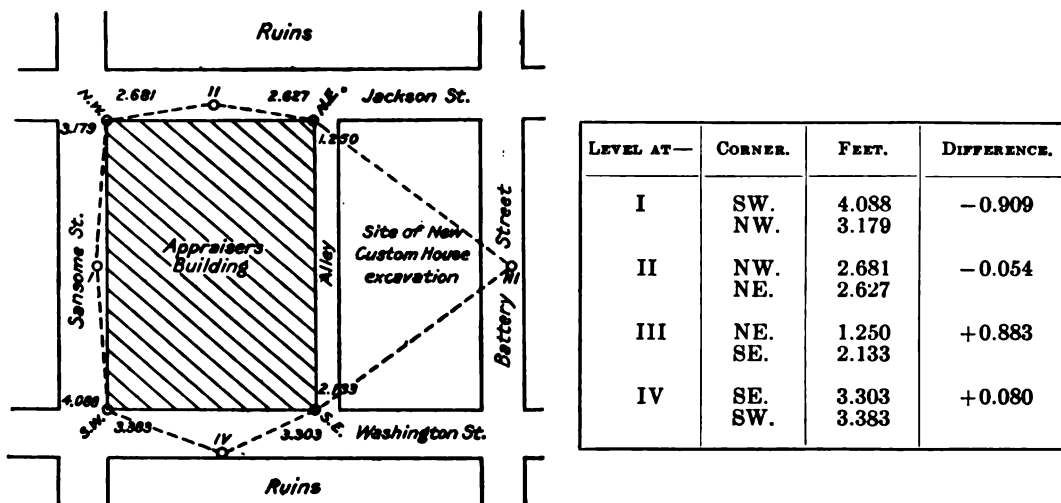 Ruins
N.W.
2.681
II
2.627
N.E.
Jackson St.
3.179
1.250
Sansome St.
I
Appraisers
Building
Alley
Site of New
Custom House
excavation
Battery Street
III
4.088
2.133
S.W.
3.383
IV
3.303
S.E.
Washington St.
Ruins
LEVEL AT— CORNER. FEET. DIFFERENCE.
I SW. 4.088 −0.909
NW. 3.179
II NW. 2.681 −0.054
NE. 2.627
III NE. 1.250 +0.883
SE. 2.133
IV SE. 3.303 +0.080
SW. 3.383